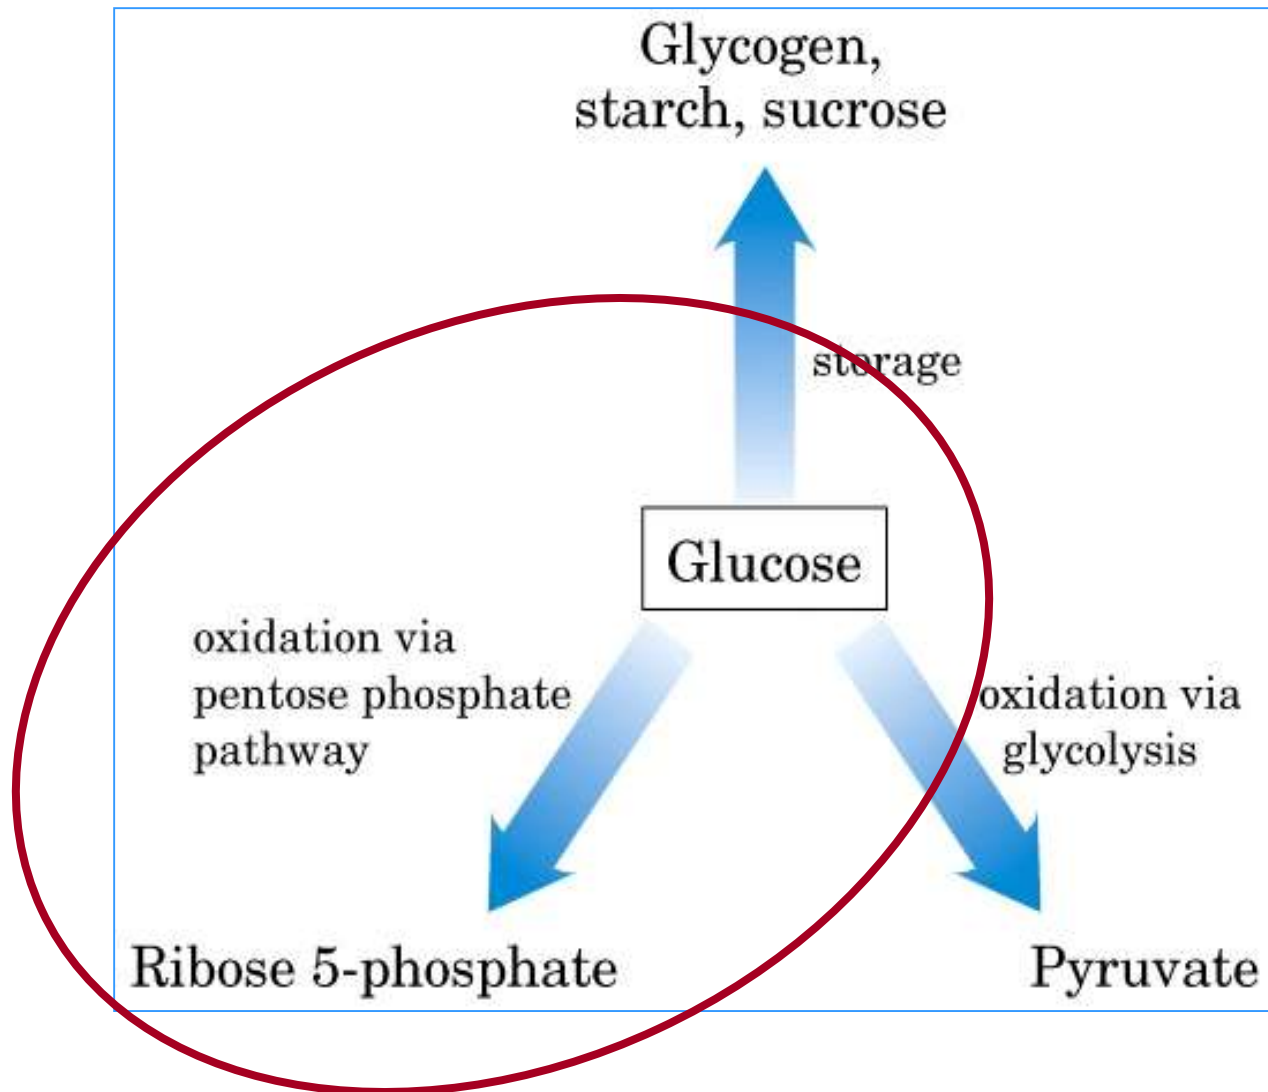 Glycogen,
starch, sucrose
storage
Glucose
oxidation via
pentose phosphate
pathway
oxidation via
glycolysis
Ribose 5-phosphate
Pyruvate